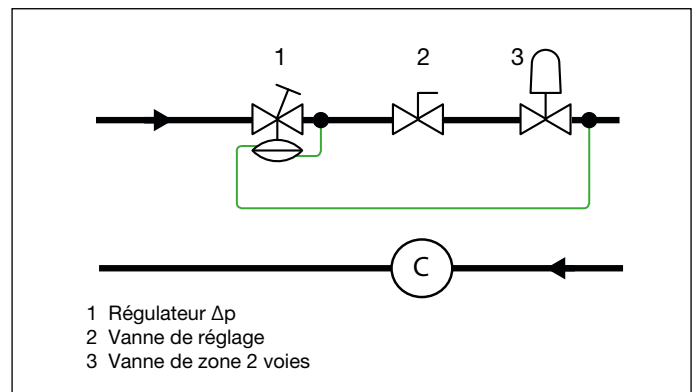 1 2 3
C
1 Régulateur Δp
2 Vanne de réglage
3 Vanne de zone 2 voies